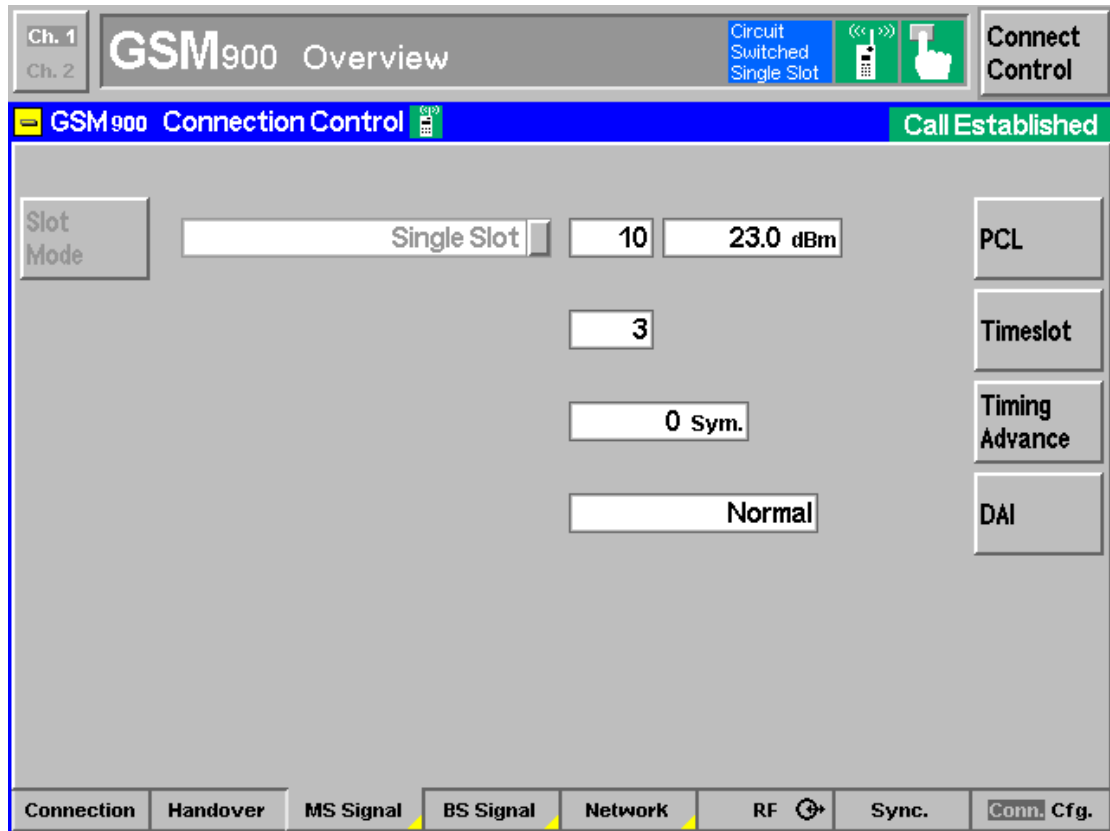 Ch. 1
Ch. 2
GSM900 Overview
Circuit
Switched
Single Slot
Connect
Control
GSM 900 Connection Control
Call Established
Slot
Mode
Single Slot
10
23.0 dBm
PCL
3
Timeslot
0 Sym.
Timing
Advance
Normal
DAI
Connection
Handover
MS Signal
BS Signal
Network
RF
Sync.
Conn. Cfg.